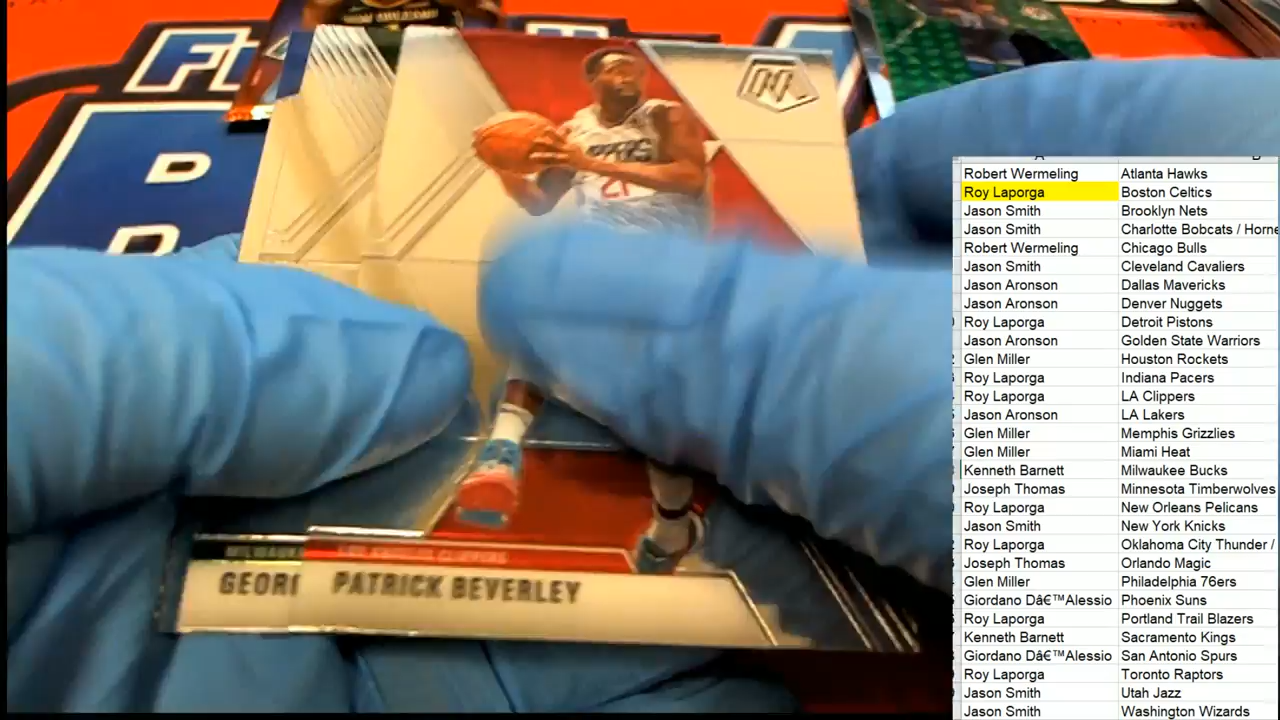 PATRICK BEVERLEY
LOS ANGELES CLIPPERS
GEOR
21
Robert Wermeling Atlanta Hawks
Roy Laporga Boston Celtics
Jason Smith Brooklyn Nets
Jason Smith Charlotte Bobcats / Horne
Robert Wermeling Chicago Bulls
Jason Smith Cleveland Cavaliers
Jason Aronson Dallas Mavericks
Jason Aronson Denver Nuggets
Roy Laporga Detroit Pistons
Jason Aronson Golden State Warriors
Glen Miller Houston Rockets
Roy Laporga Indiana Pacers
Roy Laporga LA Clippers
Jason Aronson LA Lakers
Glen Miller Memphis Grizzlies
Glen Miller Miami Heat
Kenneth Barnett Milwaukee Bucks
Joseph Thomas Minnesota Timberwolves
Roy Laporga New Orleans Pelicans
Jason Smith New York Knicks
Roy Laporga Oklahoma City Thunder /
Joseph Thomas Orlando Magic
Glen Miller Philadelphia 76ers
Giordano Dâ€™Alessio Phoenix Suns
Roy Laporga Portland Trail Blazers
Kenneth Barnett Sacramento Kings
Giordano Dâ€™Alessio San Antonio Spurs
Roy Laporga Toronto Raptors
Jason Smith Utah Jazz
Jason Smith Washington Wizards